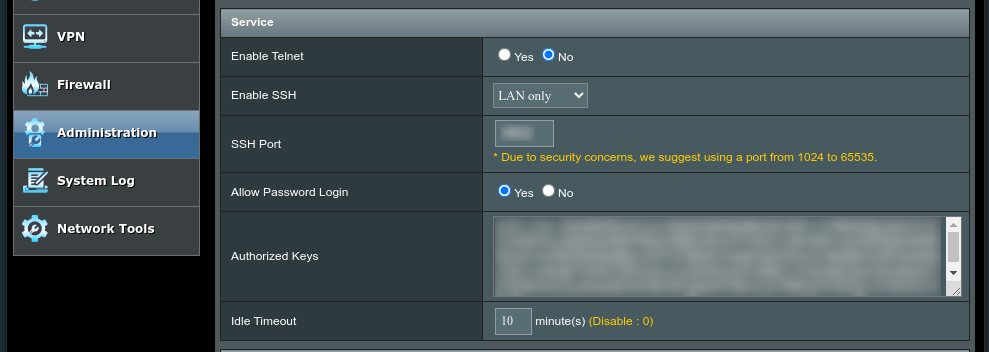 VPN
Firewall
Administration
System Log
Network Tools
Service
Enable Telnet
Yes No
Enable SSH
LAN only
SSH Port
* Due to security concerns, we suggest using a port from 1024 to 65535.
Allow Password Login
Yes No
Authorized Keys
Idle Timeout
10 minute(s) (Disable : 0)